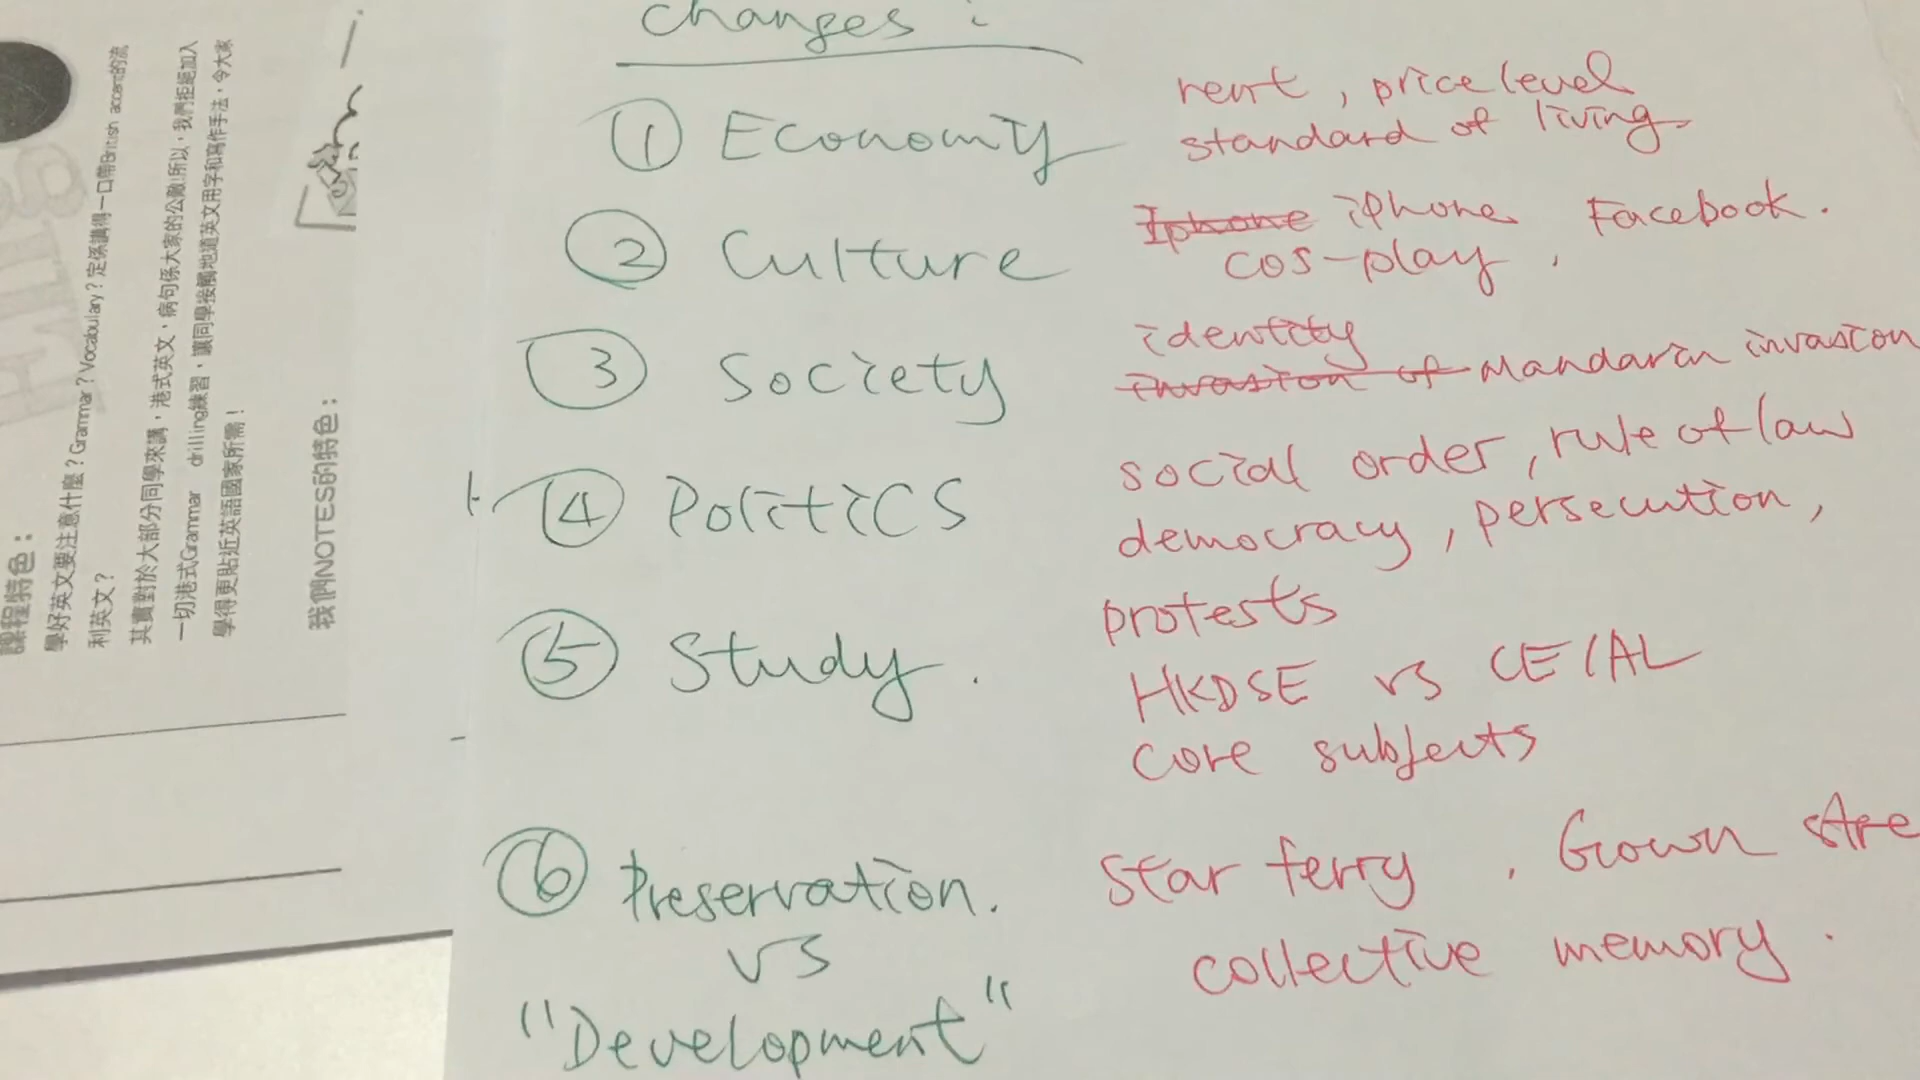 changes :
① Economy
rent, price level
standard of living
② Culture
Iphone iphone, Facebook.
cos-play,
③ Society
identity
invasion of Mandarin invasion
④ Politics
social order, rule of law
democracy, persecution,
protests
⑤ Study.
HKDSE vs CE/AL
core subjects
⑥ Preservation.
vs
"Development"
Star ferry, Grown
collective memory.
課程特色：
學好英文要注意什麼？Grammar？Vocabulary？定係講得一口帶British accent的流
利英文？
其實對於大部分同學來講，港式英文，病句係大家的公敵!所以，我們拒絕加入
一切港式Grammar drilling練習，讓同學接觸地道英文用字和寫作手法，令大家
學得更貼近英語國家所需！
我們NOTES的特色：